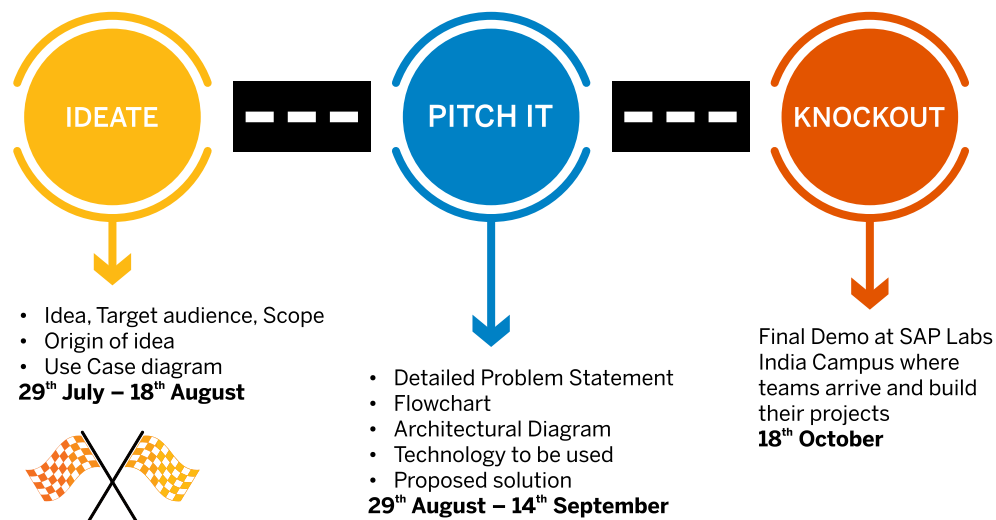 IDEATE
PITCH IT
KNOCKOUT
• Idea, Target audience, Scope
• Origin of idea
• Use Case diagram
29th July – 18th August
• Detailed Problem Statement
• Flowchart
• Architectural Diagram
• Technology to be used
• Proposed solution
29th August – 14th September
Final Demo at SAP Labs
India Campus where
teams arrive and build
their projects
18th October